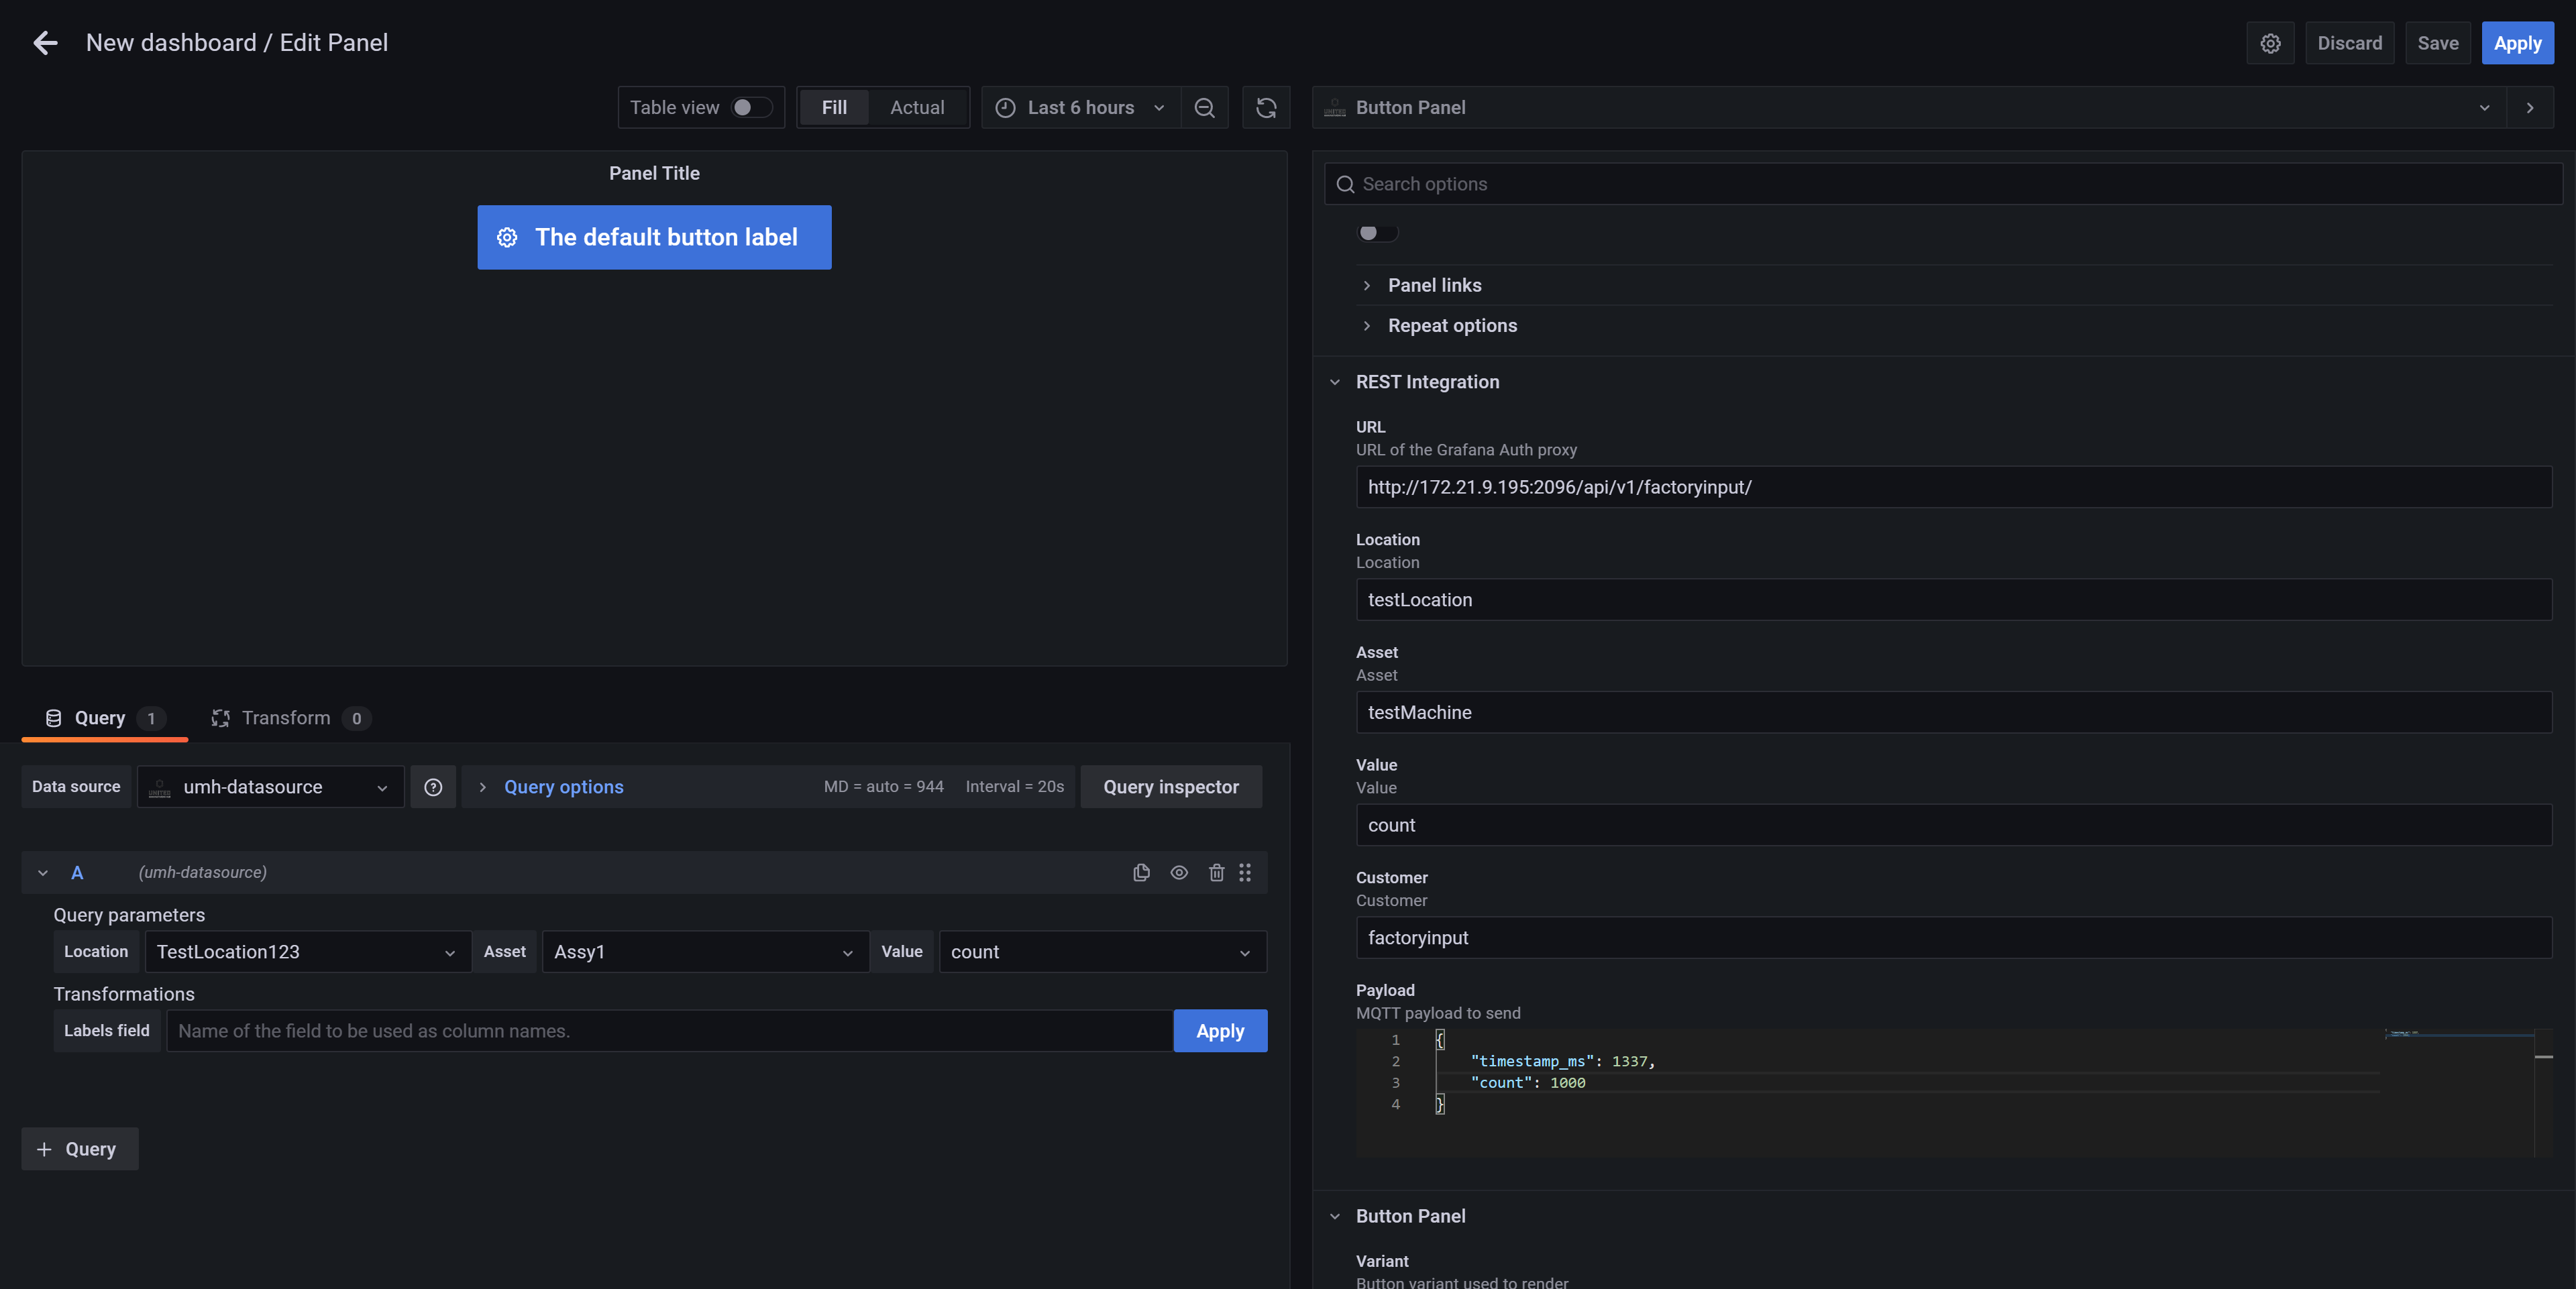 New dashboard / Edit Panel
Discard
Save
Apply
Table view
Fill
Actual
Last 6 hours
Button Panel
Panel Title
The default button label
Query 1
Transform 0
Data source
umh-datasource
Query options
MD = auto = 944
Interval = 20s
Query inspector
A
(umh-datasource)
Query parameters
Location
TestLocation123
Asset
Assy1
Value
count
Transformations
Labels field
Name of the field to be used as column names.
Apply
+ Query
Search options
Panel links
Repeat options
REST Integration
URL
URL of the Grafana Auth proxy
http://172.21.9.195:2096/api/v1/factoryinput/
Location
Location
testLocation
Asset
Asset
testMachine
Value
Value
count
Customer
Customer
factoryinput
Payload
MQTT payload to send
1 {
2 "timestamp_ms": 1337,
3 "count": 1000
4 }
Button Panel
Variant
Button variant used to render